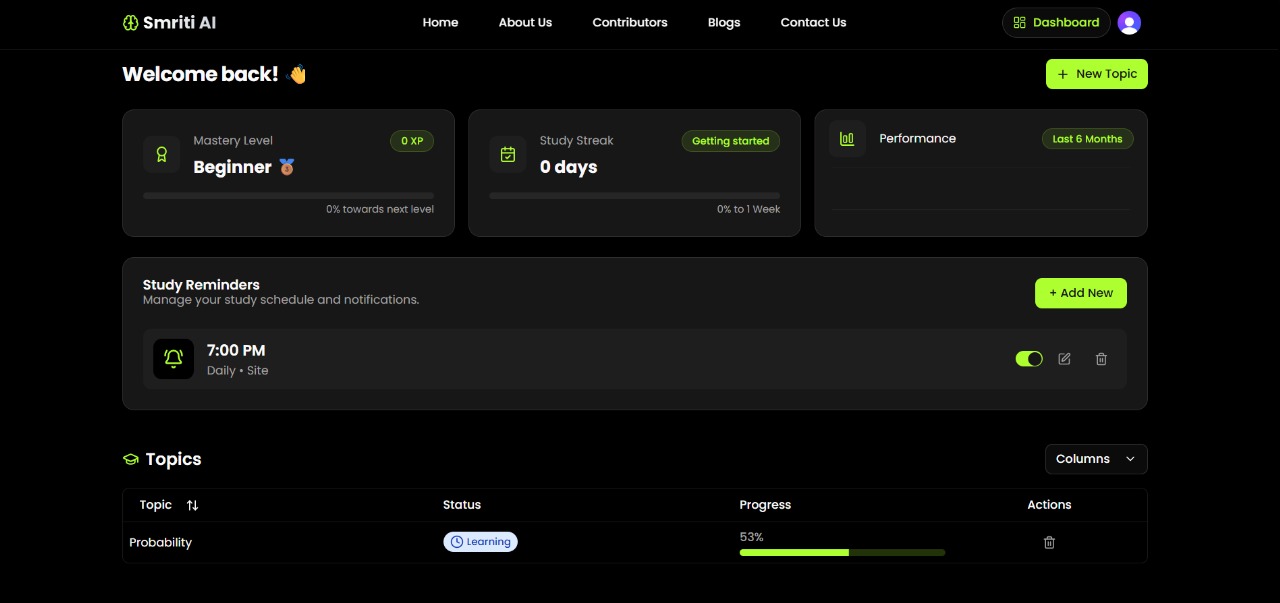 Smriti AI
Home About Us Contributors Blogs Contact Us
Dashboard
Welcome back! 👋
+ New Topic
Mastery Level
0 XP
Beginner 🏅
0% towards next level
Study Streak
Getting started
0 days
0% to 1 Week
Performance
Last 6 Months
Study Reminders
Manage your study schedule and notifications.
+ Add New
7:00 PM
Daily • Site
Topics
Columns
Topic Status Progress Actions
Probability
Learning
53%